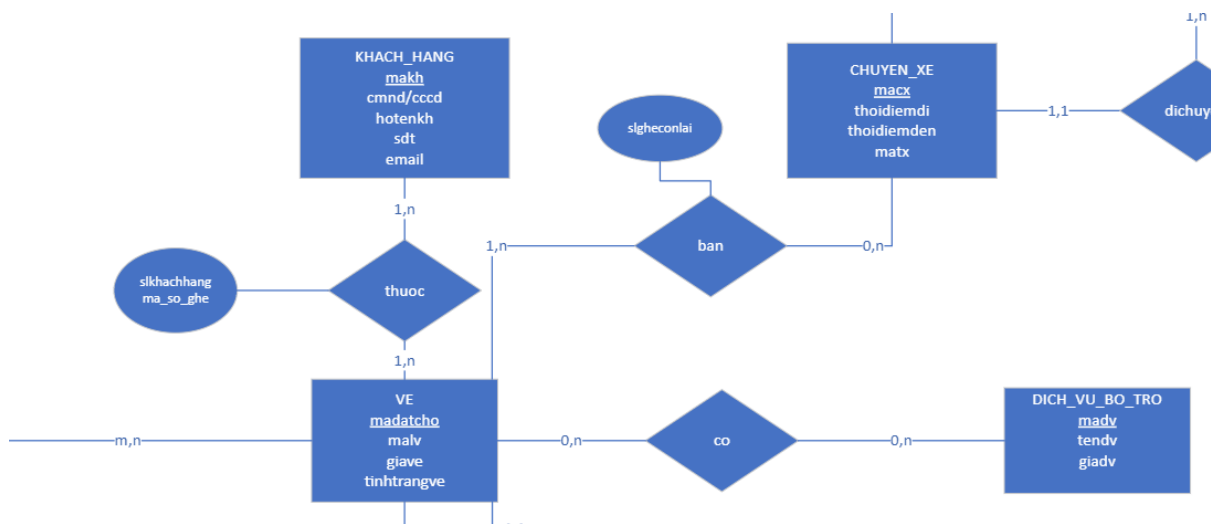 1,n
KHACH_HANG
makh
cmnd/cccd
hotenkh
sdt
email
CHUYEN_XE
macx
thoidiemdi
thoidiemden
matx
slgheconlai
1,1
1,n
1,n
ban
0,n
slkhachhang
ma_so_ghe
thuoc
1,n
VE
madatcho
malv
giave
tinhtrangve
m,n
0,n
co
0,n
DICH_VU_BO_TRO
madv
tendv
giadv